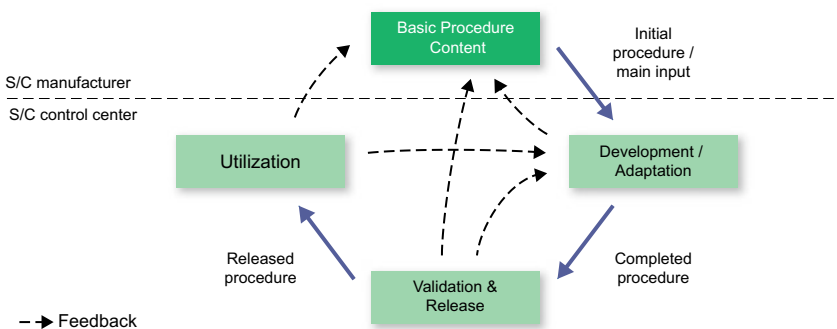 Basic Procedure
Content
Initial
procedure /
main input
S/C manufacturer
S/C control center
Utilization
Development /
Adaptation
Released
procedure
Completed
procedure
Validation &
Release
Feedback